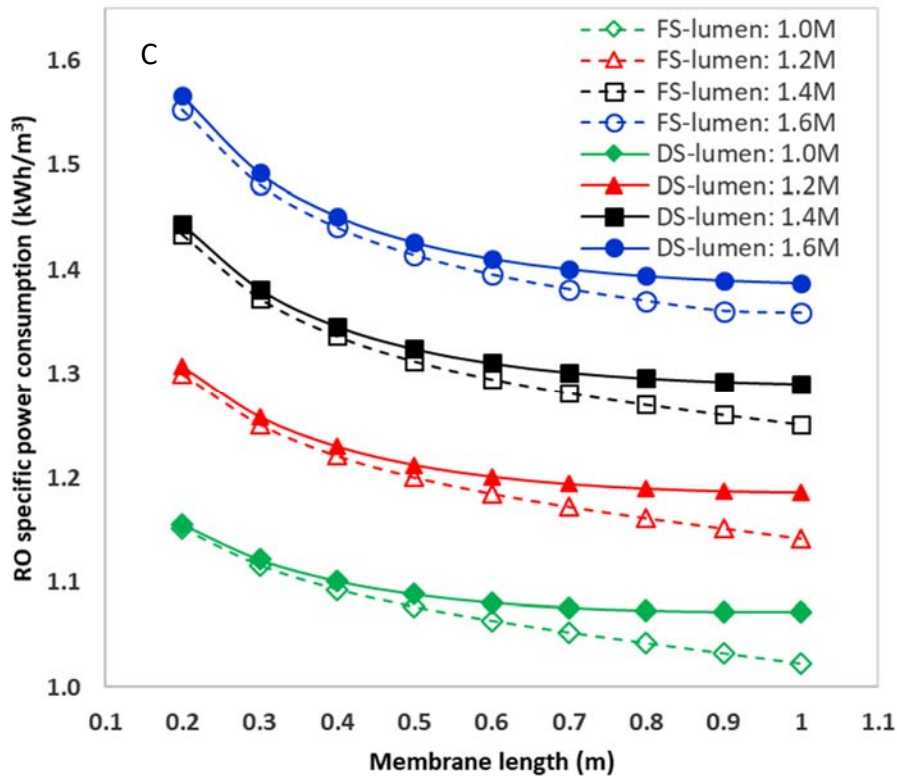 C
FS-lumen: 1.0M
FS-lumen: 1.2M
FS-lumen: 1.4M
FS-lumen: 1.6M
DS-lumen: 1.0M
DS-lumen: 1.2M
DS-lumen: 1.4M
DS-lumen: 1.6M
RO specific power consumption (kWh/m³)
1.6
1.5
1.4
1.3
1.2
1.1
1.0
0.1 0.2 0.3 0.4 0.5 0.6 0.7 0.8 0.9 1 1.1
Membrane length (m)